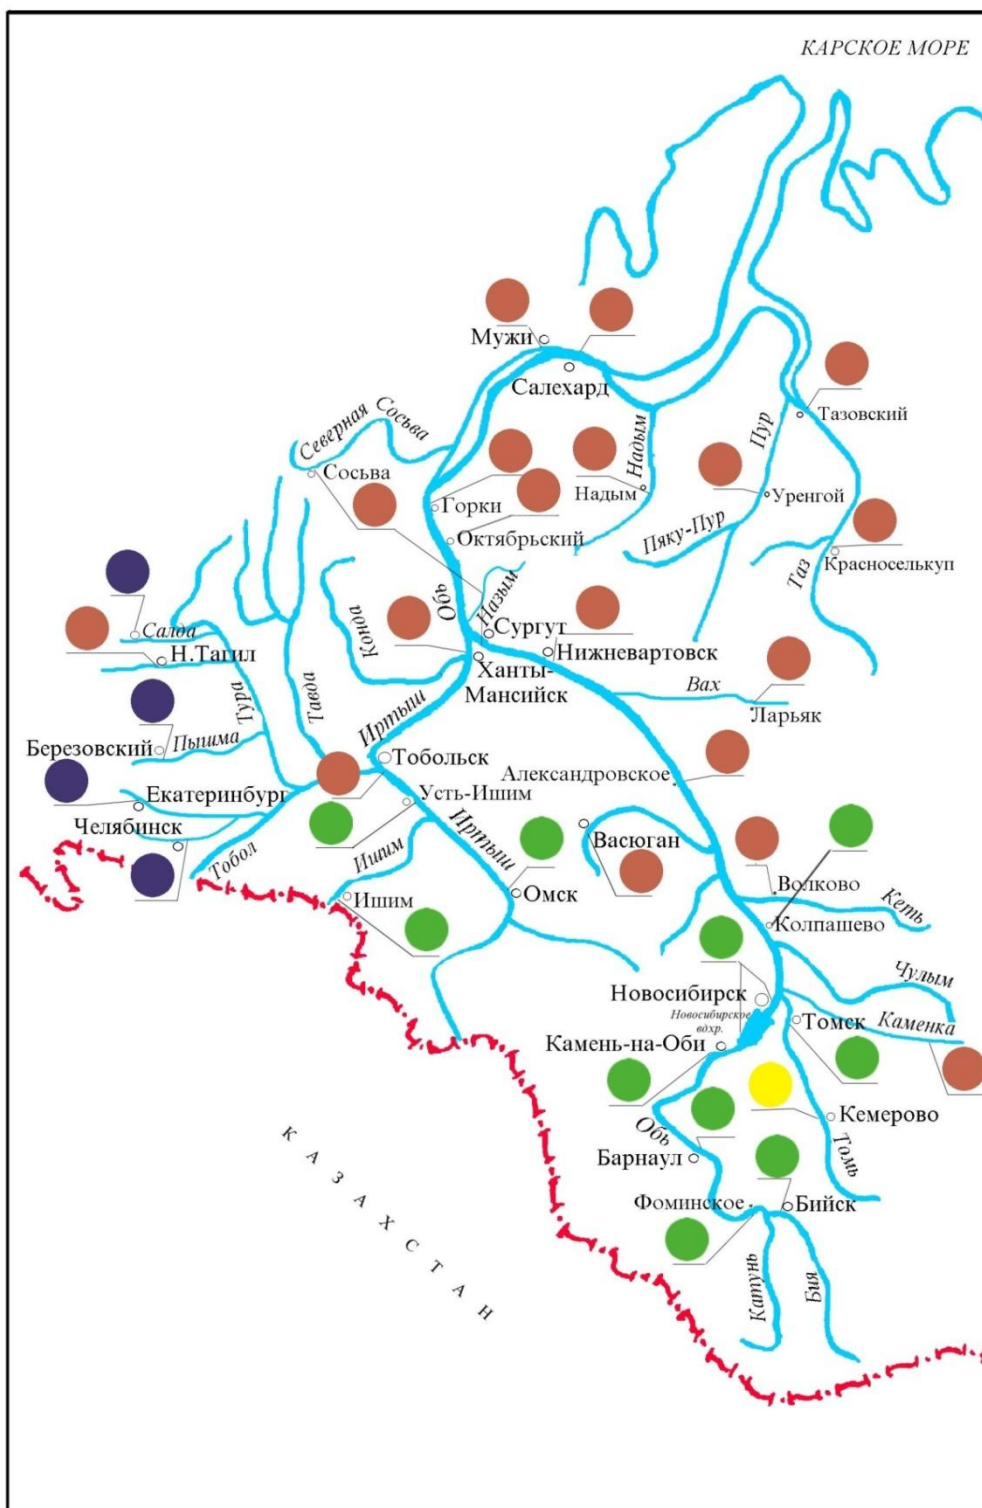 КАРСКОЕ МОРЕ
Мужи
Салехард
Северная Сосьва
Сосьва
Надым
Пур
Тазовский
Горки
Надым
Уренгой
Октябрьский
Пяку-Пур
Таз
Красноселькуп
Обь
Назым
Конда
Салда
Сургут
Н.Тагил
Нижневартовск
Ханты-
Мансийск
Вах
Ларьяк
Тура
Тавда
Иртыш
Пышма
Березовский
Тобольск
Александровское
Екатеринбург
Усть-Ишим
Челябинск
Иртыш
Васюган
Тобол
Ишим
Волково
Ишим
Омск
Кеть
Колпашево
Чулым
Новосибирск
Новосибирское
вдхр.
Томск
Каменка
Камень-на-Оби
Кемерово
Обь
Томь
Барнаул
Фоминское
Бийск
Катунь
Бия
КАЗАХСТАН